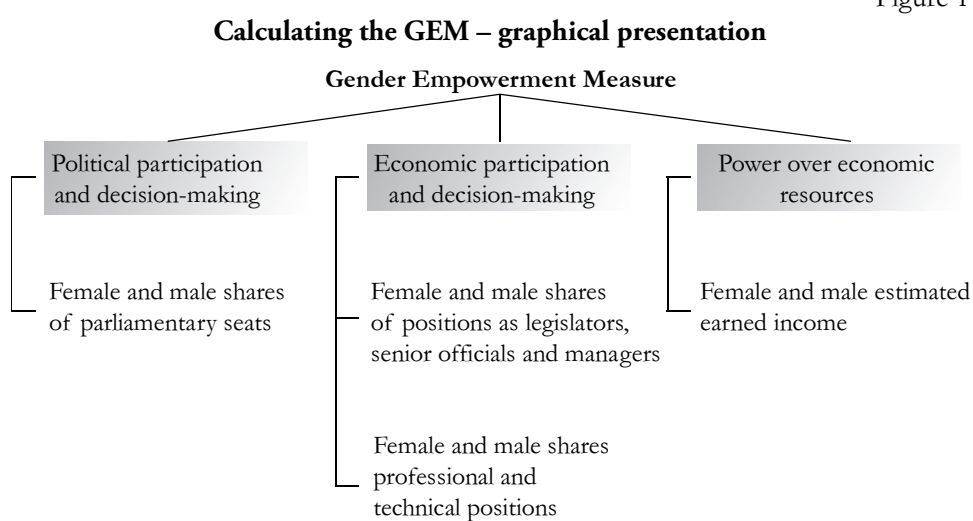 Figure 1
Calculating the GEM – graphical presentation
Gender Empowerment Measure
Political participation
and decision-making
Economic participation
and decision-making
Power over economic
resources
Female and male shares
of parliamentary seats
Female and male shares
of positions as legislators,
senior officials and managers
Female and male estimated
earned income
Female and male shares
professional and
technical positions